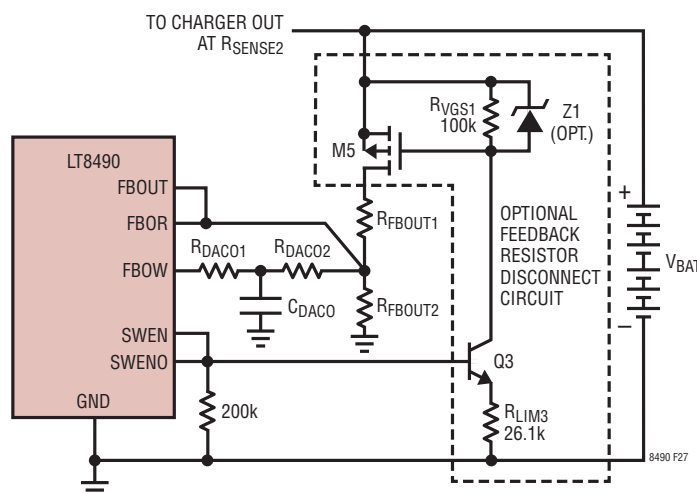 TO CHARGER OUT
AT RSENSE2
RVGS1
100k
Z1
(OPT.)
M5
LT8490
FBOUT
FBOR
FBOW
RDACO1
RDACO2
RFBOUT1
OPTIONAL
FEEDBACK
RESISTOR
DISCONNECT
CIRCUIT
+
VBAT
–
CDACO
RFBOUT2
SWEN
SWENO
Q3
GND
200k
RLIM3
26.1k
8490 F27